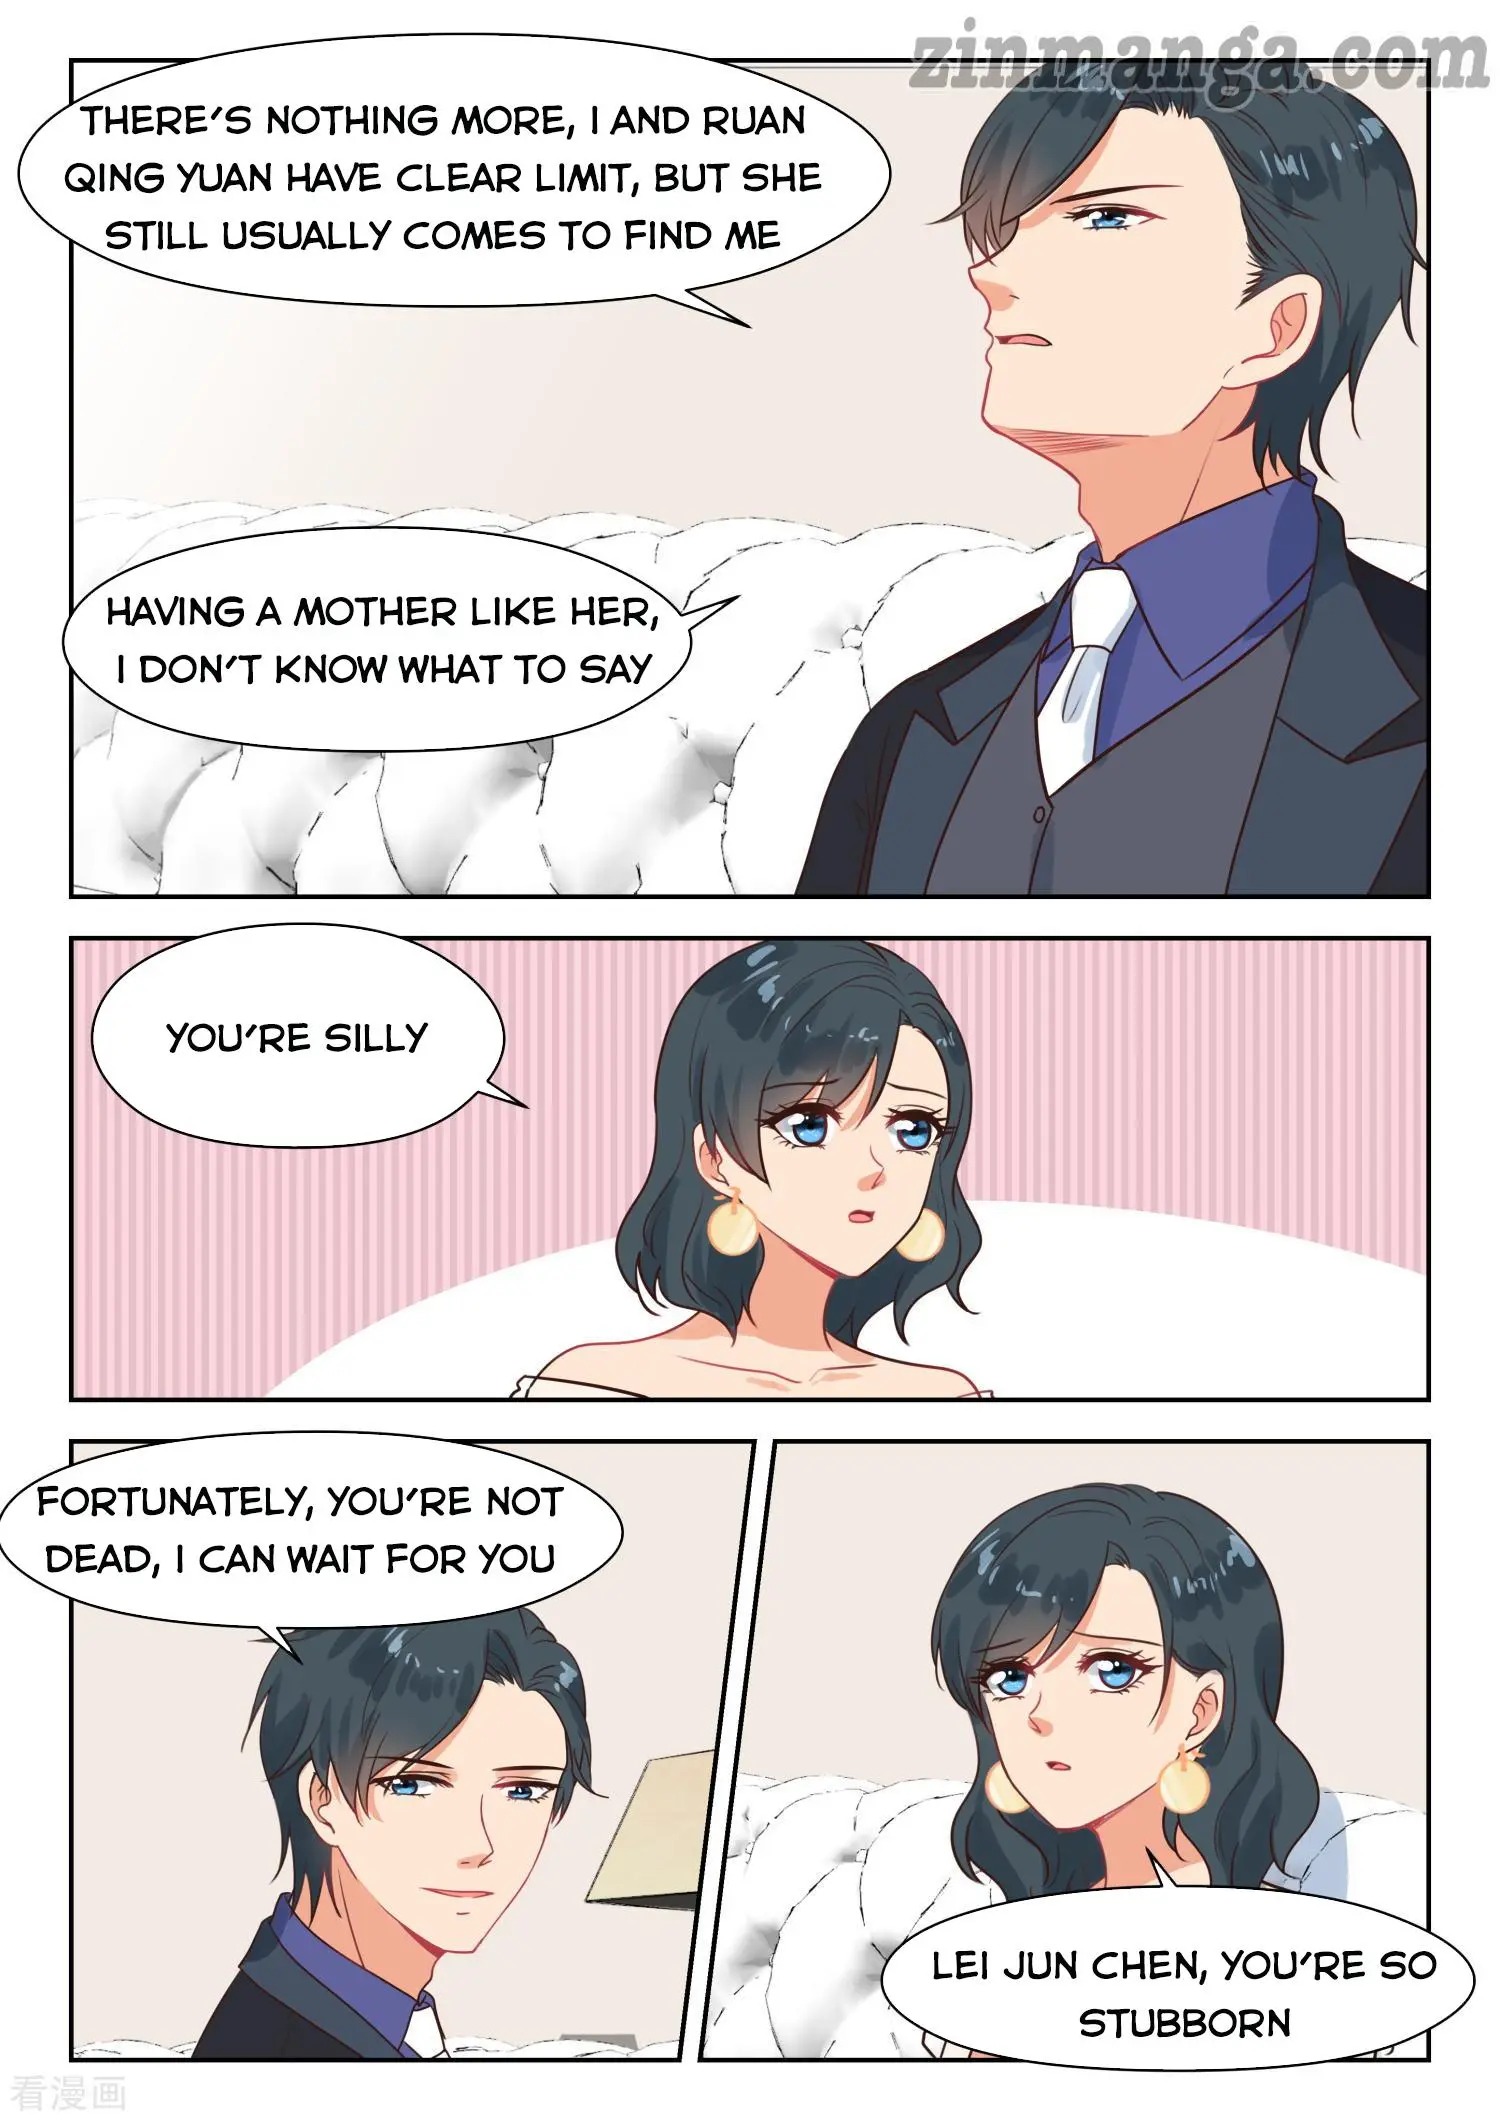 zinmanga.com
THERE'S NOTHING MORE, I AND RUAN
QING YUAN HAVE CLEAR LIMIT, BUT SHE
STILL USUALLY COMES TO FIND ME
HAVING A MOTHER LIKE HER,
I DON'T KNOW WHAT TO SAY
YOU'RE SILLY
FORTUNATELY, YOU'RE NOT
DEAD, I CAN WAIT FOR YOU
LEI JUN CHEN, YOU'RE SO
STUBBORN
看漫画